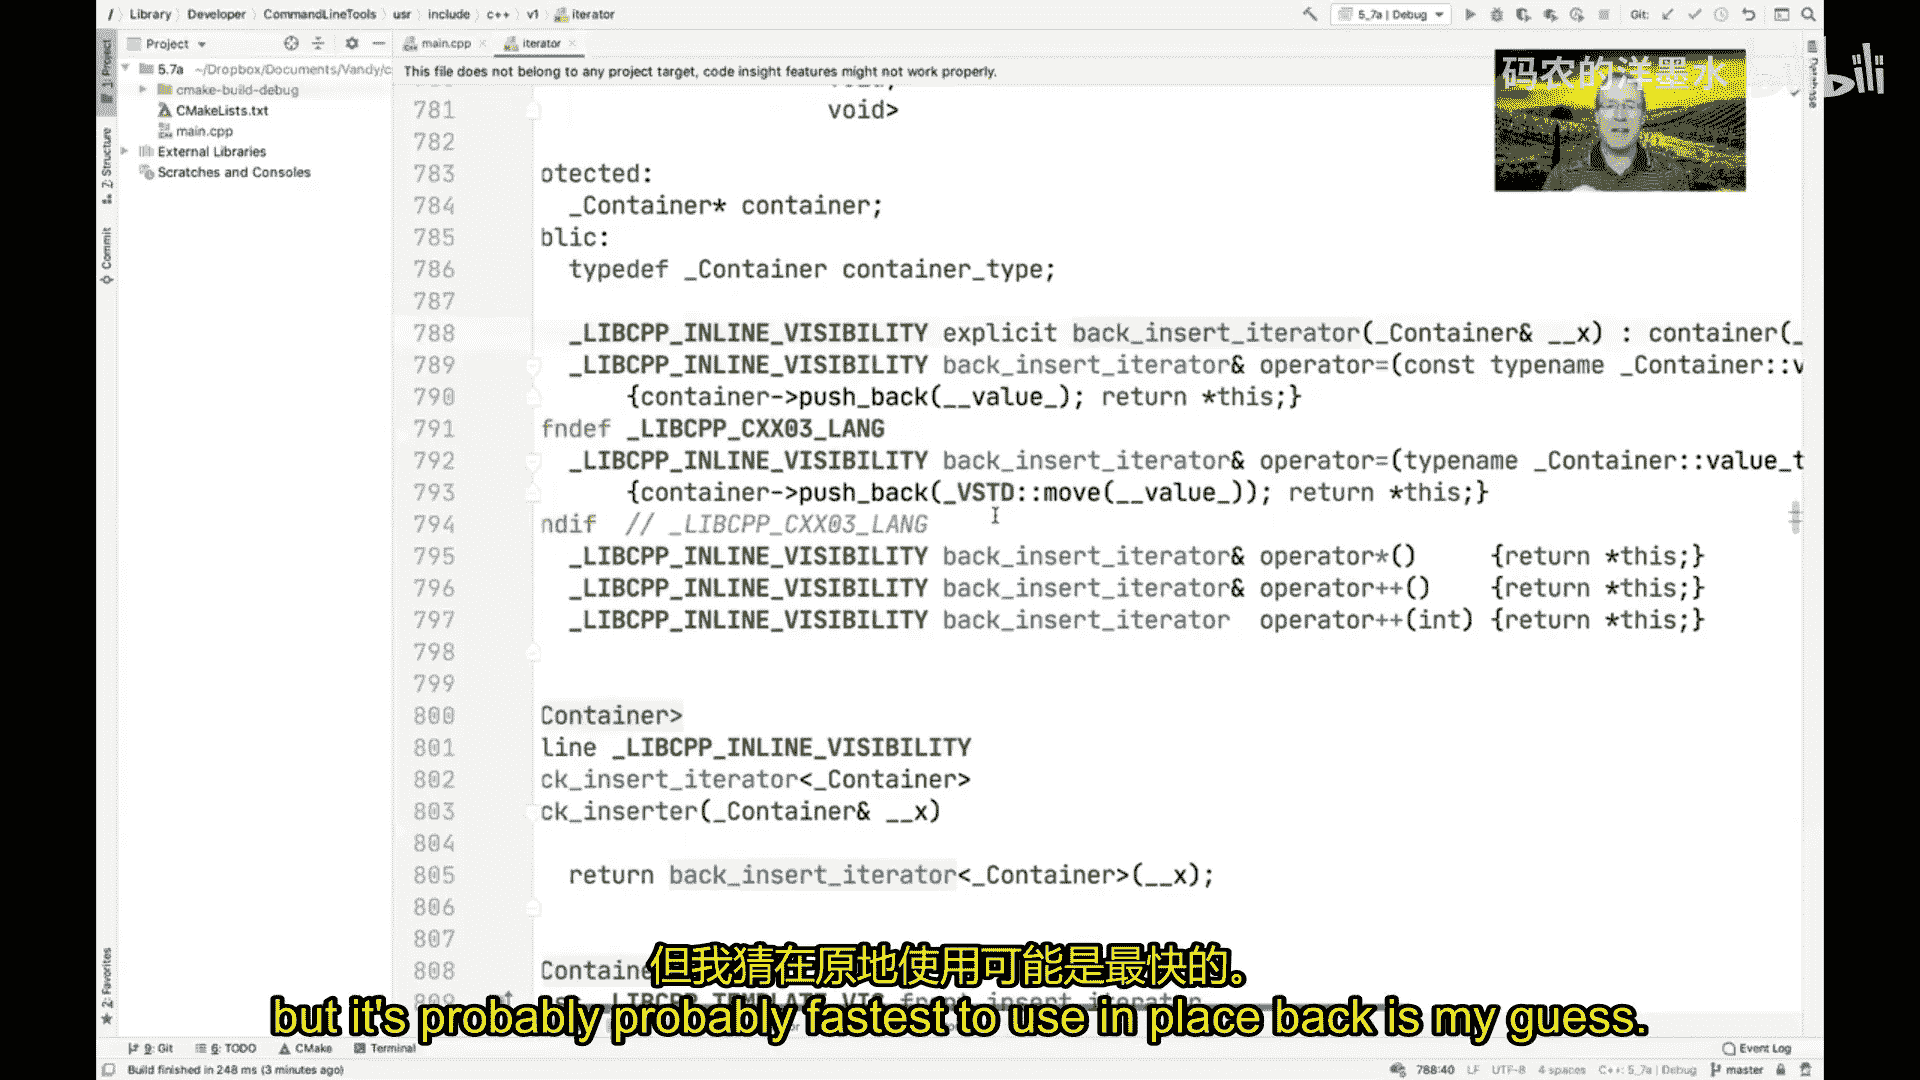 / Library Developer CommandLineTools usr include c++ v1 iterator
5_7a | Debug
Git:
Project
main.cpp
iterator
1: Project
5.7a ~/Dropbox/Documents/Vandy/c
This file does not belong to any project target, code insight features might not work properly.
码农的洋墨水
cmake-build-debug
CMakeLists.txt
main.cpp
External Libraries
Scratches and Consoles
Database
Z: Structure
Commit
2: Favorites
781 void>
782
783 otected:
784 _Container* container;
785 blic:
786 typedef _Container container_type;
787
788 _LIBCPP_INLINE_VISIBILITY explicit back_insert_iterator(_Container& __x) : container(_
789 _LIBCPP_INLINE_VISIBILITY back_insert_iterator& operator=(const typename _Container::v
790 {container->push_back(__value_); return *this;}
791 fndef _LIBCPP_CXX03_LANG
792 _LIBCPP_INLINE_VISIBILITY back_insert_iterator& operator=(typename _Container::value_t
793 {container->push_back(_VSTD::move(__value_)); return *this;}
794 ndif // _LIBCPP_CXX03_LANG
795 _LIBCPP_INLINE_VISIBILITY back_insert_iterator& operator*() {return *this;}
796 _LIBCPP_INLINE_VISIBILITY back_insert_iterator& operator++() {return *this;}
797 _LIBCPP_INLINE_VISIBILITY back_insert_iterator operator++(int) {return *this;}
798
799
800 Container>
801 line _LIBCPP_INLINE_VISIBILITY
802 ck_insert_iterator<_Container>
803 ck_inserter(_Container& __x)
804
805 return back_insert_iterator<_Container>(__x);
806
807
808 Containe
809 _LIBCPP_TEMPLATE_VIS front_insert_iterator
但我猜在原地使用可能是最快的。
but it's probably probably fastest to use in place back is my guess.
9: Git 6: TODO CMake Terminal
Event Log
Build finished in 248 ms (3 minutes ago)
788:40 LF UTF-8 4 spaces C++: 5_7a | Debug master